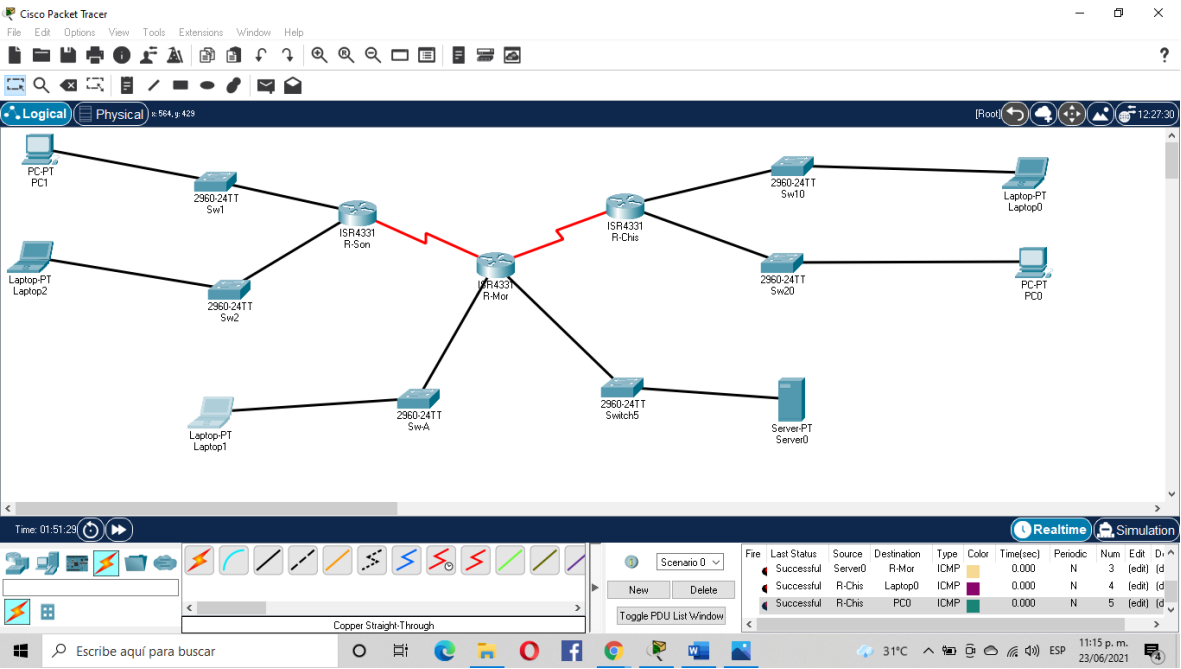 Cisco Packet Tracer
File Edit Options View Tools Extensions Window Help
Logical Physical x: 564, y: 429 [Root] 12:27:30
PC-PT
PC1
2960-24TT
Sw1
ISR4331
R-Son
Laptop-PT
Laptop2
2960-24TT
Sw2
ISR4331
R-Mor
ISR4331
R-Chis
2960-24TT
Sw10
Laptop-PT
Laptop0
2960-24TT
Sw20
PC-PT
PC0
2960-24TT
Sw-A
Laptop-PT
Laptop1
2960-24TT
Switch5
Server-PT
Server0
Time: 01:51:29 Realtime Simulation
Scenario 0
New Delete
Toggle PDU List Window
Copper Straight-Through
Fire Last Status Source Destination Type Color Time(sec) Periodic Num Edit
Successful Server0 R-Mor ICMP 0.000 N 3 (edit) (d
Successful R-Chis Laptop0 ICMP 0.000 N 4 (edit) (d
Successful R-Chis PC0 ICMP 0.000 N 5 (edit) (d
Escribe aquí para buscar
31°C ESP 11:15 p. m.
23/06/2021
4